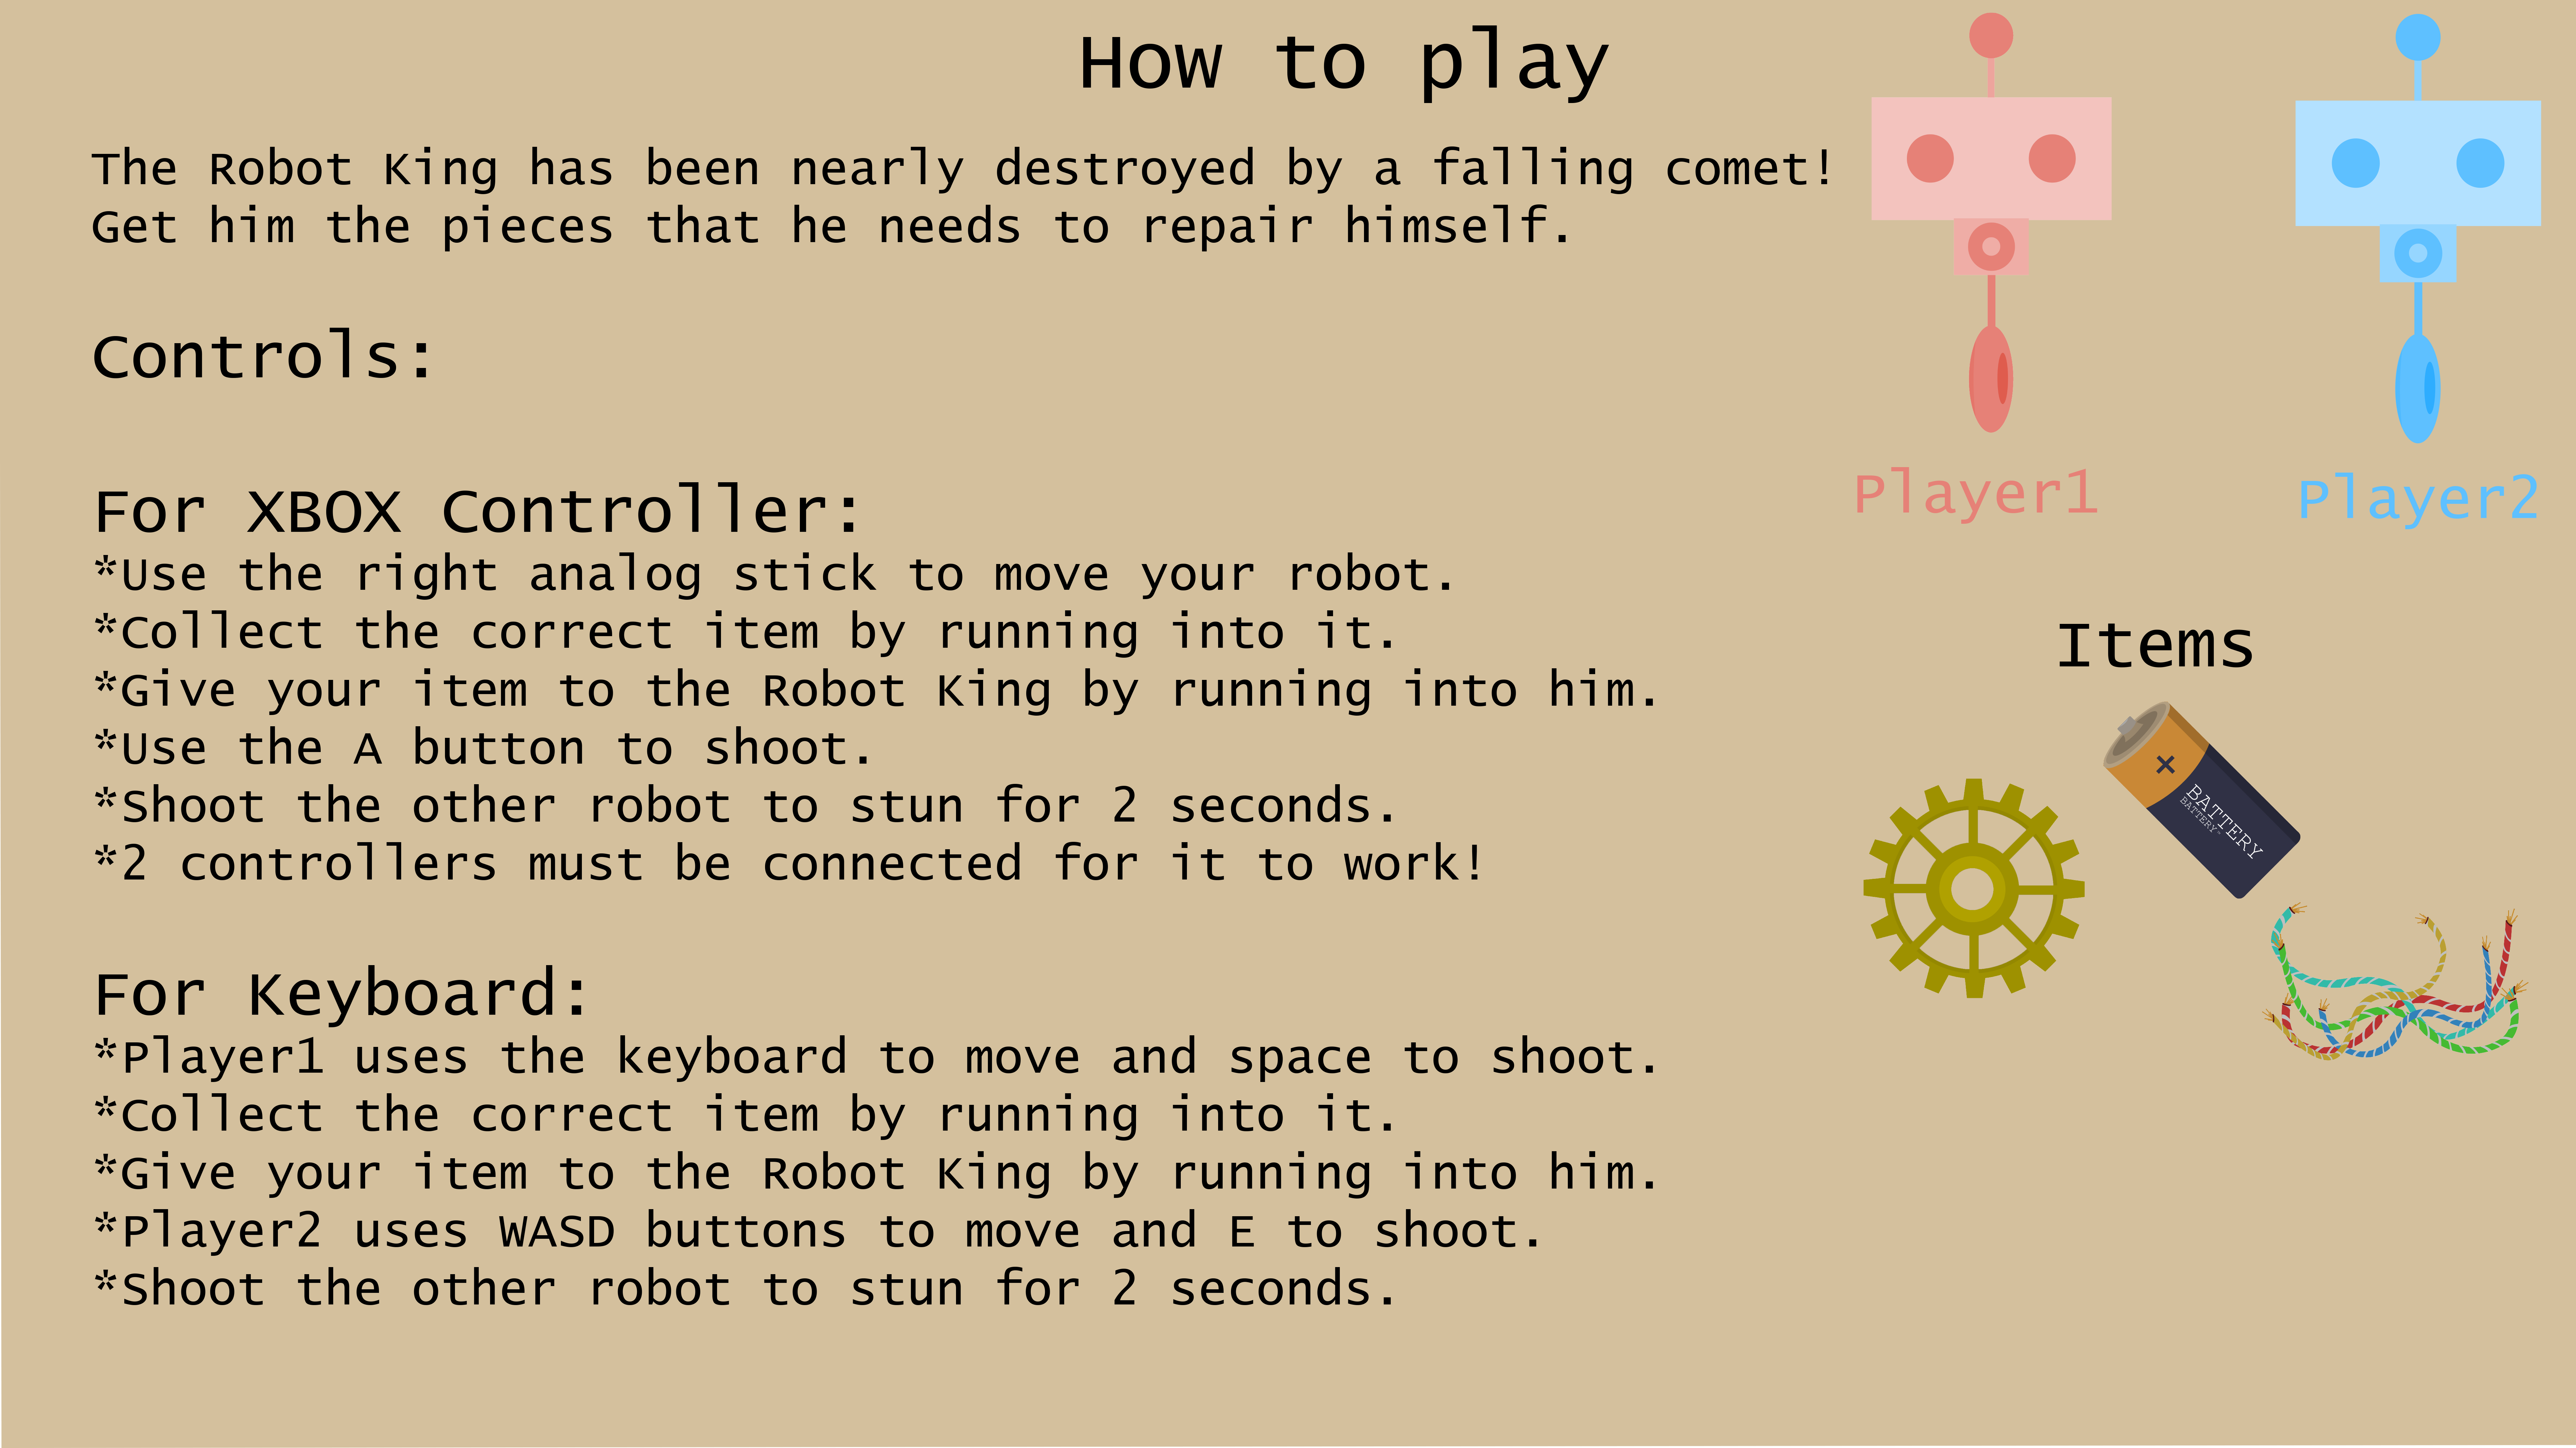 How to play
The Robot King has been nearly destroyed by a falling comet!
Get him the pieces that he needs to repair himself.
Controls:
For XBOX Controller:
*Use the right analog stick to move your robot.
*Collect the correct item by running into it.
*Give your item to the Robot King by running into him.
*Use the A button to shoot.
*Shoot the other robot to stun for 2 seconds.
*2 controllers must be connected for it to work!
For Keyboard:
*Player1 uses the keyboard to move and space to shoot.
*Collect the correct item by running into it.
*Give your item to the Robot King by running into him.
*Player2 uses WASD buttons to move and E to shoot.
*Shoot the other robot to stun for 2 seconds.
Player1
Player2
Items
BATTERY
BATTERY-